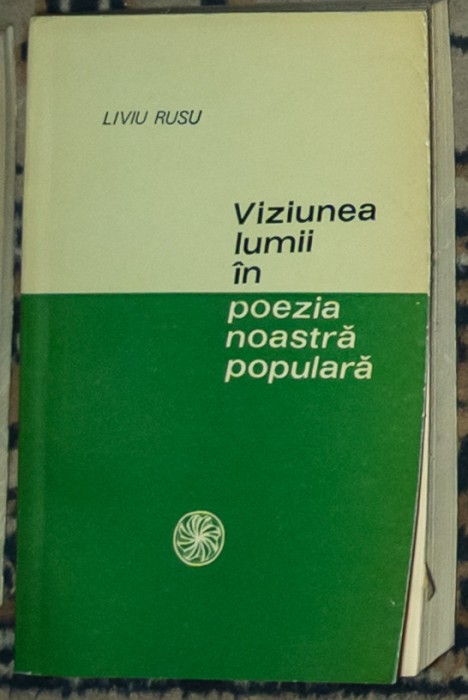 LIVIU RUSU
Viziunea
lumii
în
poezia
noastră
populară